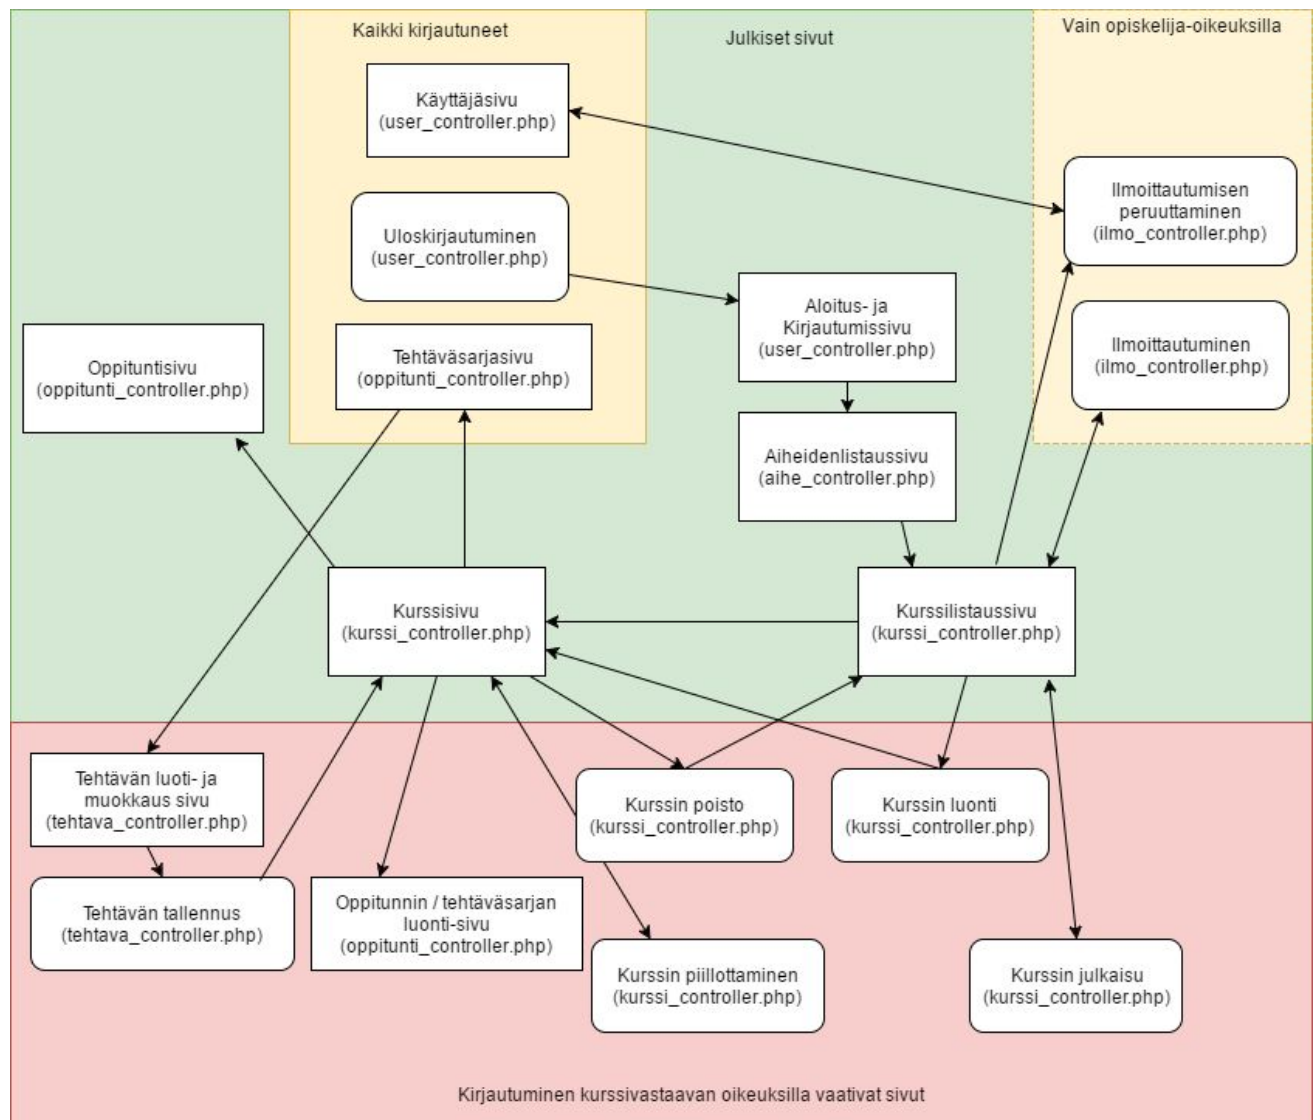 Kaikki kirjautuneet
Julkiset sivut
Vain opiskelija-oikeuksilla
Käyttäjäsivu
(user_controller.php)
Ilmoittautumisen
peruuttaminen
(ilmo_controller.php)
Uloskirjautuminen
(user_controller.php)
Aloitus- ja
Kirjautumissivu
(user_controller.php)
Ilmoittautuminen
(ilmo_controller.php)
Oppituntisivu
(oppitunti_controller.php)
Tehtäväsarjasivu
(oppitunti_controller.php)
Aiheidenlistaussivu
(aihe_controller.php)
Kurssisivu
(kurssi_controller.php)
Kurssilistaussivu
(kurssi_controller.php)
Tehtävän luoti- ja
muokkaus sivu
(tehtava_controller.php)
Kurssin poisto
(kurssi_controller.php)
Kurssin luonti
(kurssi_controller.php)
Tehtävän tallennus
(tehtava_controller.php)
Oppitunnin / tehtäväsarjan
luonti-sivu
(oppitunti_controller.php)
Kurssin piillottaminen
(kurssi_controller.php)
Kurssin julkaisu
(kurssi_controller.php)
Kirjautuminen kurssivastaavan oikeuksilla vaativat sivut